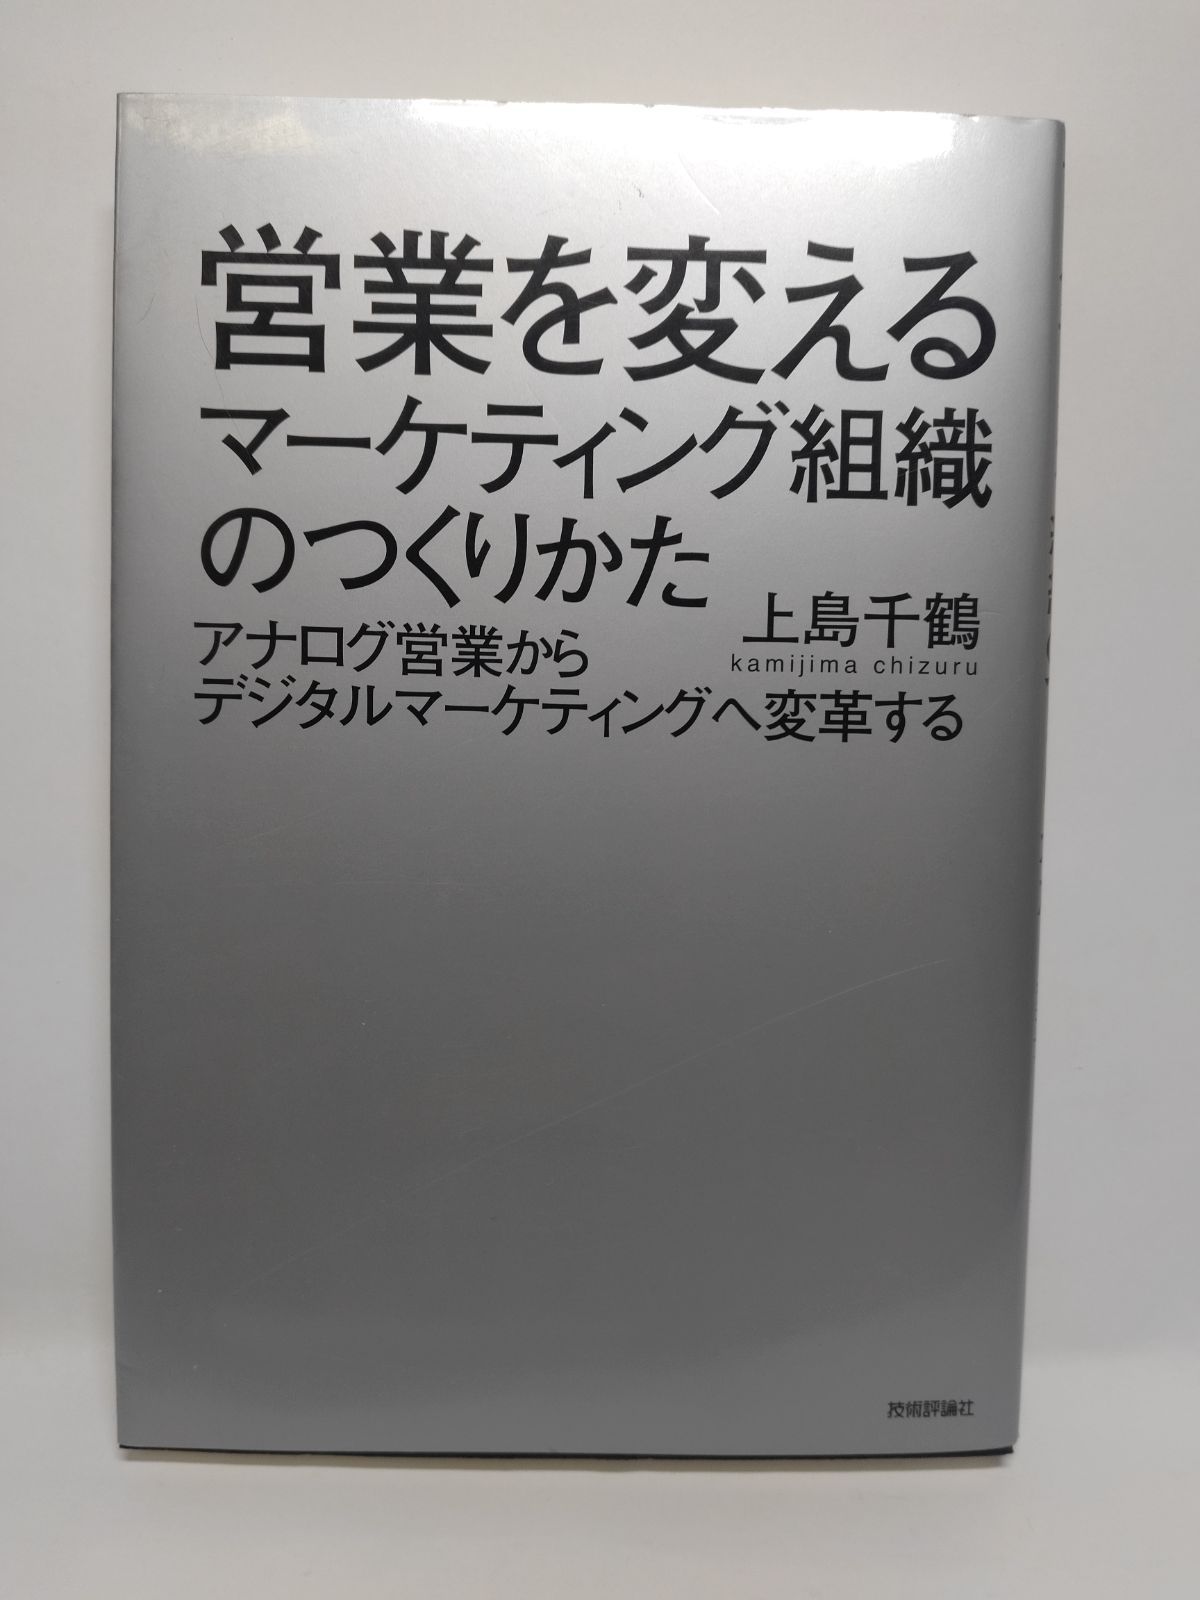 営業を変える
マーケティング組織
のつくりかた
上島千鶴
kamijima chizuru
アナログ営業から
デジタルマーケティングへ変革する
技術評論社